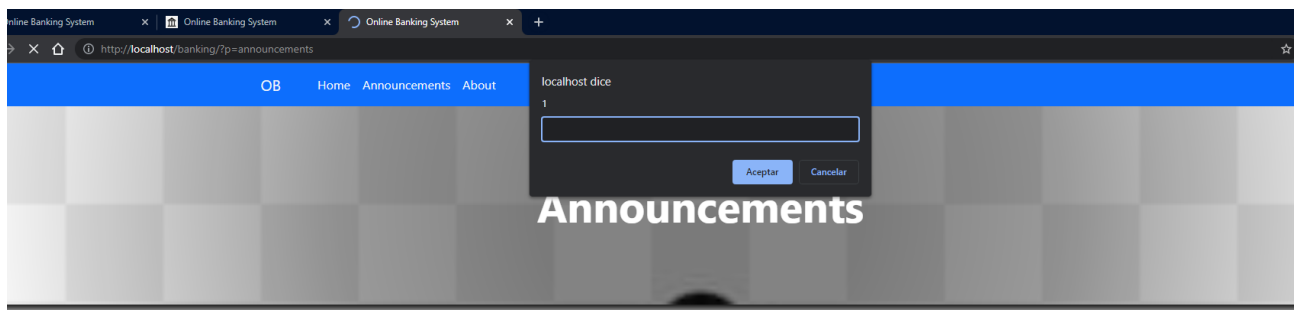 nline Banking System Online Banking System Online Banking System
http://localhost/banking/?p=announcements
OB Home Announcements About
localhost dice
1
Aceptar Cancelar
Announcements